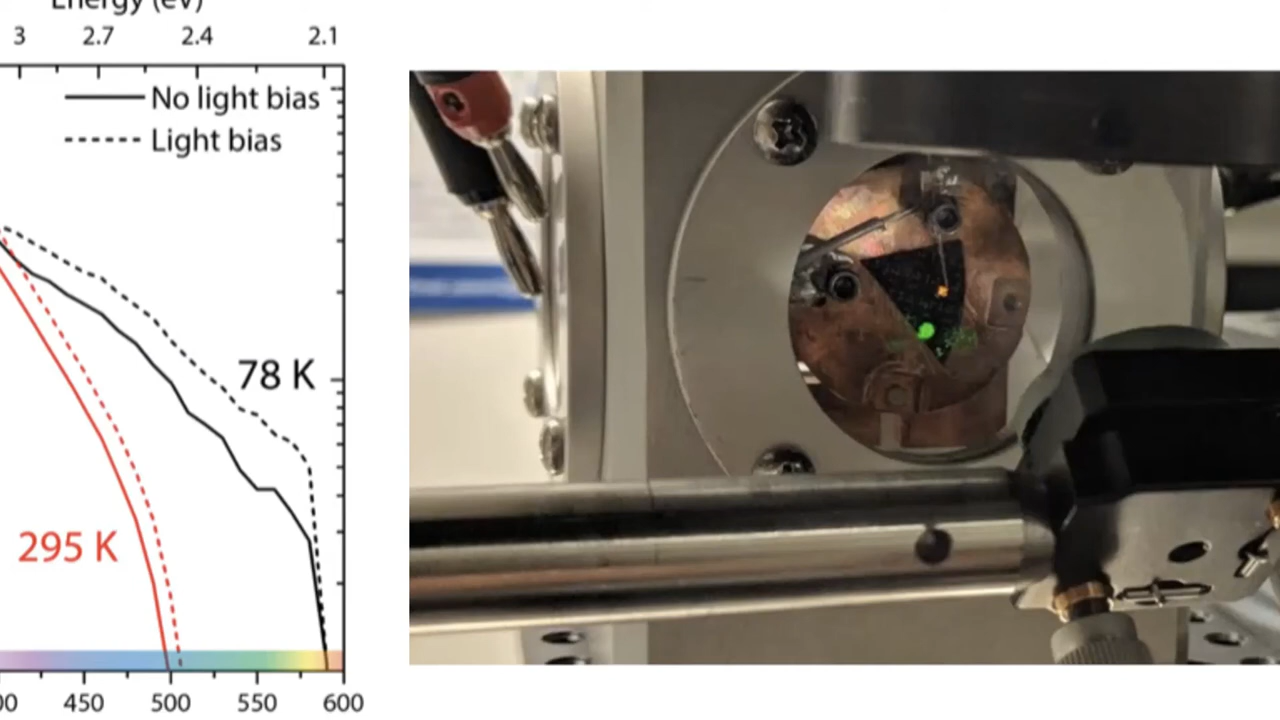 Energy (eV)
3 2.7 2.4 2.1
No light bias
Light bias
78 K
295 K
450 500 550 600